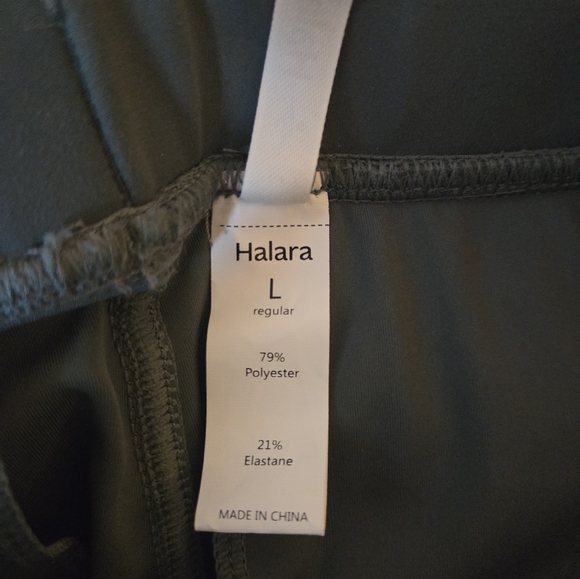 Halara
L
regular
79%
Polyester
21%
Elastane
MADE IN CHINA